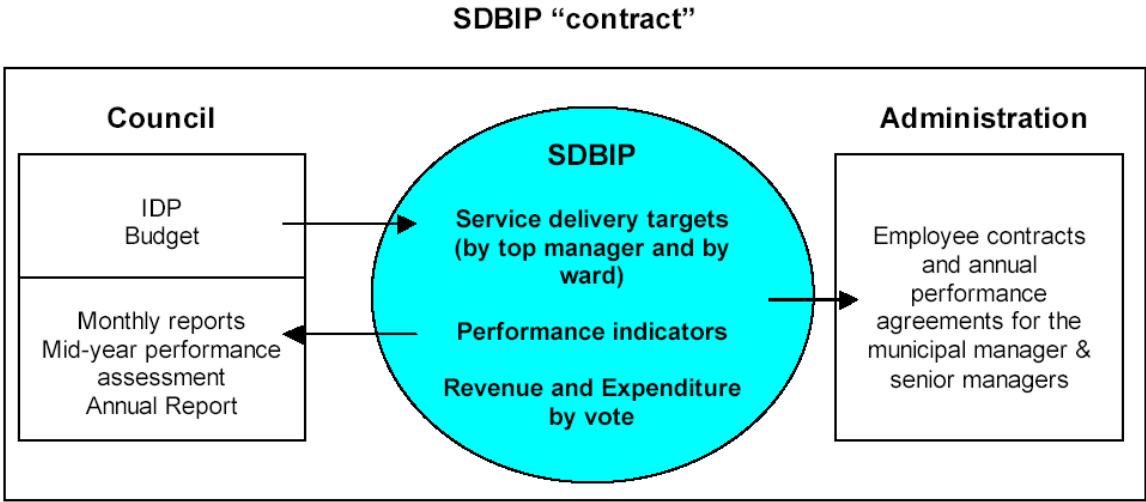 SDBIP “contract”
Council
IDP
Budget
Monthly reports
Mid-year performance
assessment
Annual Report
SDBIP
Service delivery targets
(by top manager and by
ward)
Performance indicators
Revenue and Expenditure
by vote
Administration
Employee contracts
and annual
performance
agreements for the
municipal manager &
senior managers